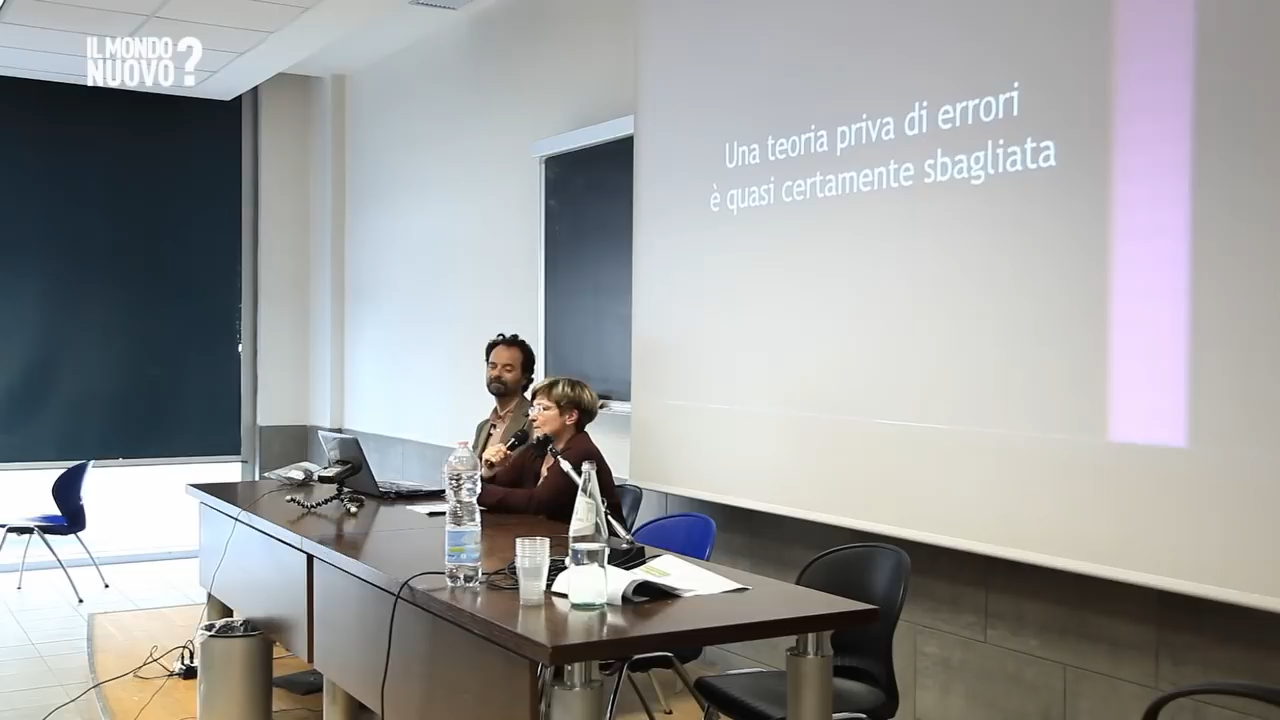 IL MONDO
NUOVO?
Una teoria priva di errori
è quasi certamente sbagliata